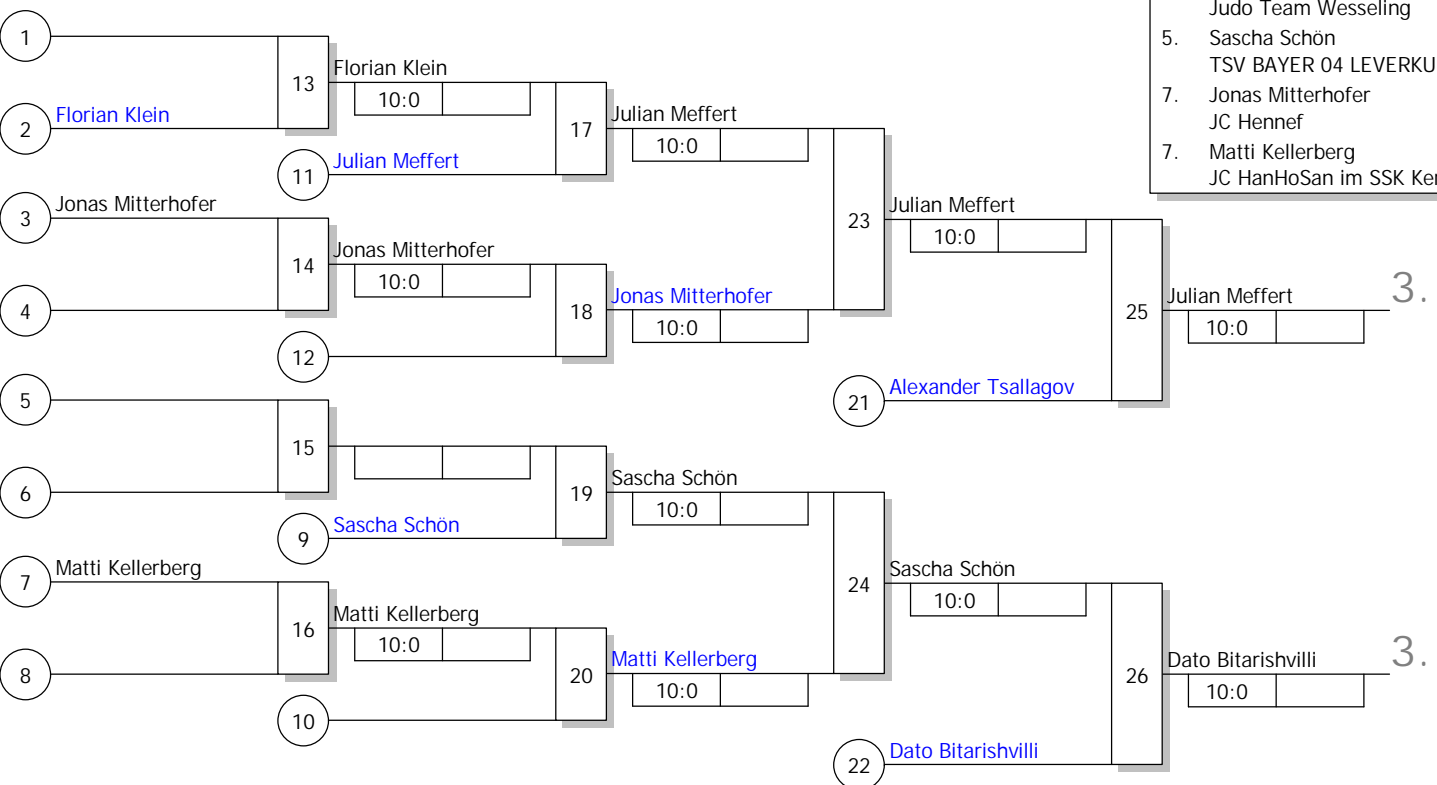 Judo Team Wesseling
5. Sascha Schön
TSV BAYER 04 LEVERKU
7. Jonas Mitterhofer
JC Hennef
7. Matti Kellerberg
JC HanHoSan im SSK Ker
1
13
Florian Klein
10:0
2
Florian Klein
17
Julian Meffert
10:0
11
Julian Meffert
3
Jonas Mitterhofer
23
Julian Meffert
10:0
14
Jonas Mitterhofer
10:0
4
18
Jonas Mitterhofer
10:0
12
25
Julian Meffert
10:0
3.
21
Alexander Tsallagov
5
15
6
19
Sascha Schön
10:0
9
Sascha Schön
7
Matti Kellerberg
24
Sascha Schön
10:0
16
Matti Kellerberg
10:0
8
20
Matti Kellerberg
10:0
10
26
Dato Bitarishvilli
10:0
3.
22
Dato Bitarishvilli